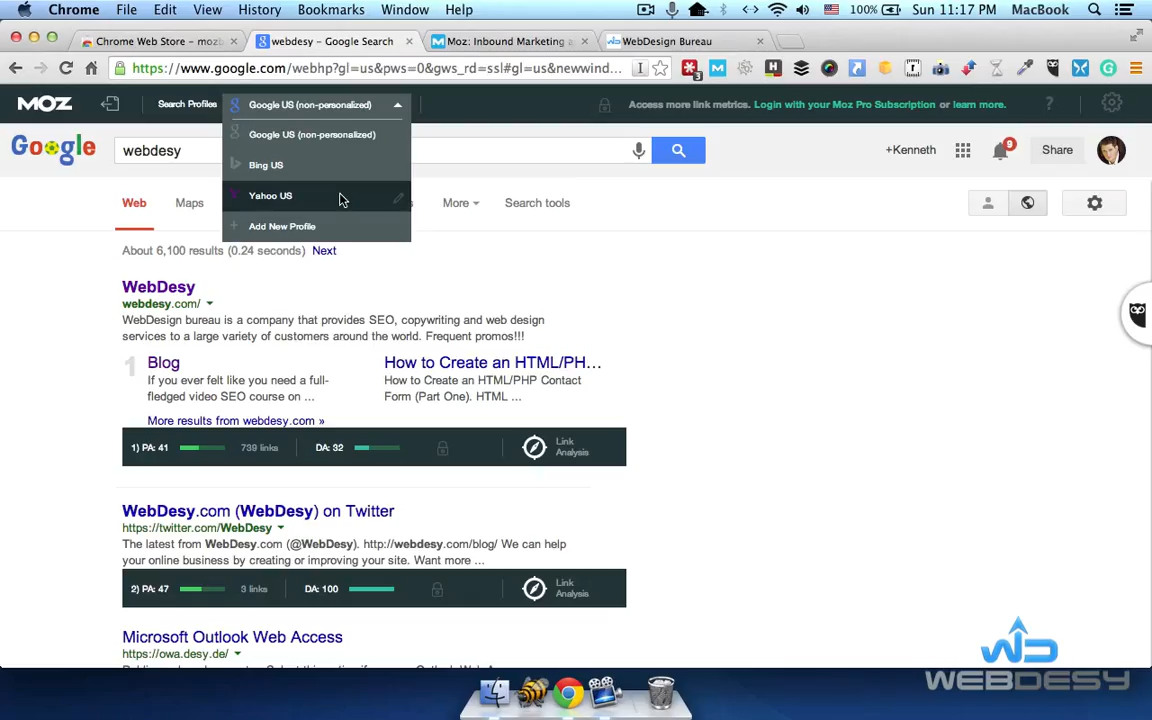 Chrome File Edit View History Bookmarks Window Help 100% Sun 11:17 PM MacBook
Chrome Web Store – mozb
webdesy – Google Search
Moz: Inbound Marketing a
WebDesign Bureau
https://www.google.com/webhp?gl=us&pws=0&gws_rd=ssl#gl=us&newwind...
3
MOZ Search Profiles Google US (non-personalized) Access more link metrics. Login with your Moz Pro Subscription or learn more. ?
Google US (non-personalized)
Bing US
Yahoo US
Add New Profile
Google webdesy +Kenneth 9 Share
Web Maps More Search tools
About 6,100 results (0.24 seconds) Next
WebDesy
webdesy.com/
WebDesign bureau is a company that provides SEO, copywriting and web design
services to a large variety of customers around the world. Frequent promos!!!
1 Blog
If you ever felt like you need a full-
fledged video SEO course on ...
How to Create an HTML/PH...
How to Create an HTML/PHP Contact
Form (Part One). HTML ...
More results from webdesy.com »
1) PA: 41 739 links DA: 32 Link Analysis
WebDesy.com (WebDesy) on Twitter
https://twitter.com/WebDesy
The latest from WebDesy.com (@WebDesy). http://webdesy.com/blog/ We can help
your online business by creating or improving your site. Want more ...
2) PA: 47 3 links DA: 100 Link Analysis
Microsoft Outlook Web Access
https://owa.desy.de/
WEBDESY